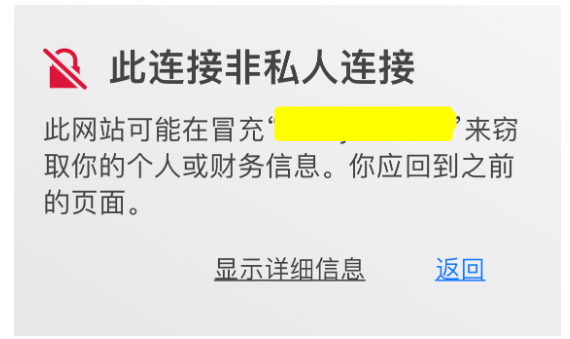 此连接非私人连接
此网站可能在冒充‘ ’来窃
取你的个人或财务信息。你应回到之前
的页面。
显示详细信息 返回